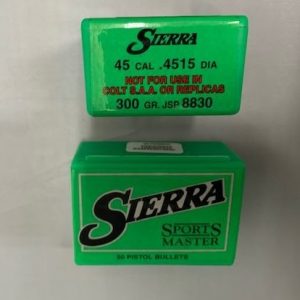 SIERRA
45 CAL .4515 DIA
NOT FOR USE IN
COLT S.A.A. OR REPLICAS
300 GR. JSP 8830
SIERRA
SPORTS
MASTER
50 PISTOL BULLETS